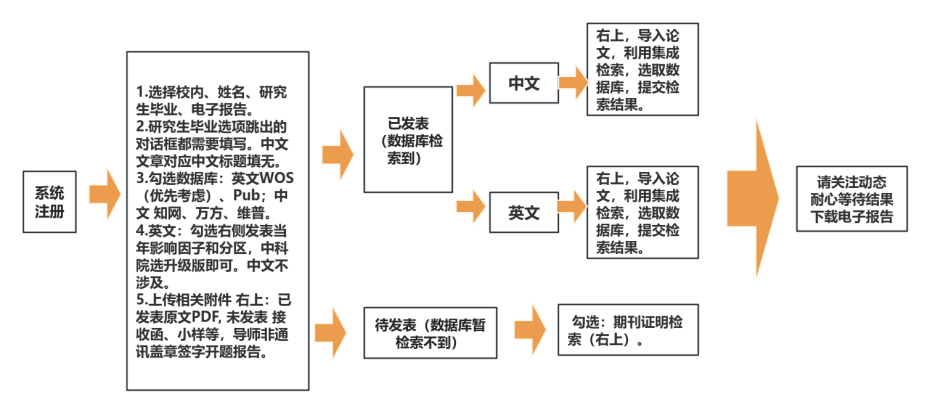 系统
注册
1.选择校内、姓名、研究
生毕业、电子报告。
2.研究生毕业选项跳出的
对话框都需要填写。中文
文章对应中文标题填无。
3.勾选数据库：英文WOS
（优先考虑）、Pub；中
文 知网、万方、维普。
4.英文：勾选右侧发表当
年影响因子和分区，中科
院选升级版即可。中文不
涉及。
5.上传相关附件 右上：已
发表原文PDF, 未发表 接
收函、小样等，导师非通
讯盖章签字开题报告。
已发表
（数据库检
索到）
中文
右上，导入论
文，利用集成
检索，选取数
据库，提交检
索结果。
英文
右上，导入论
文，利用集成
检索，选取数
据库，提交检
索结果。
待发表（数据库暂
检索不到）
勾选：期刊证明检
索（右上）。
请关注动态
耐心等待结果
下载电子报告